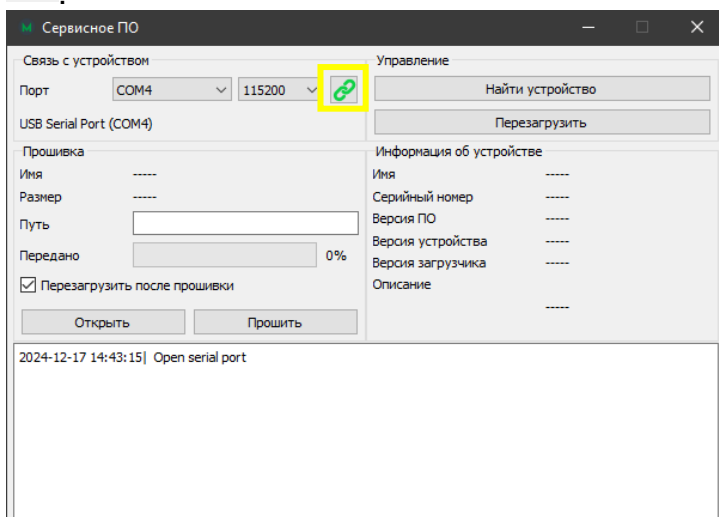 Сервисное ПО
Связь с устройством
Порт COM4 115200
USB Serial Port (COM4)
Управление
Найти устройство
Перезагрузить
Прошивка
Имя -----
Размер -----
Путь
Передано 0%
Перезагрузить после прошивки
Открыть Прошить
Информация об устройстве
Имя -----
Серийный номер -----
Версия ПО -----
Версия устройства -----
Версия загрузчика -----
Описание
-----
2024-12-17 14:43:15| Open serial port